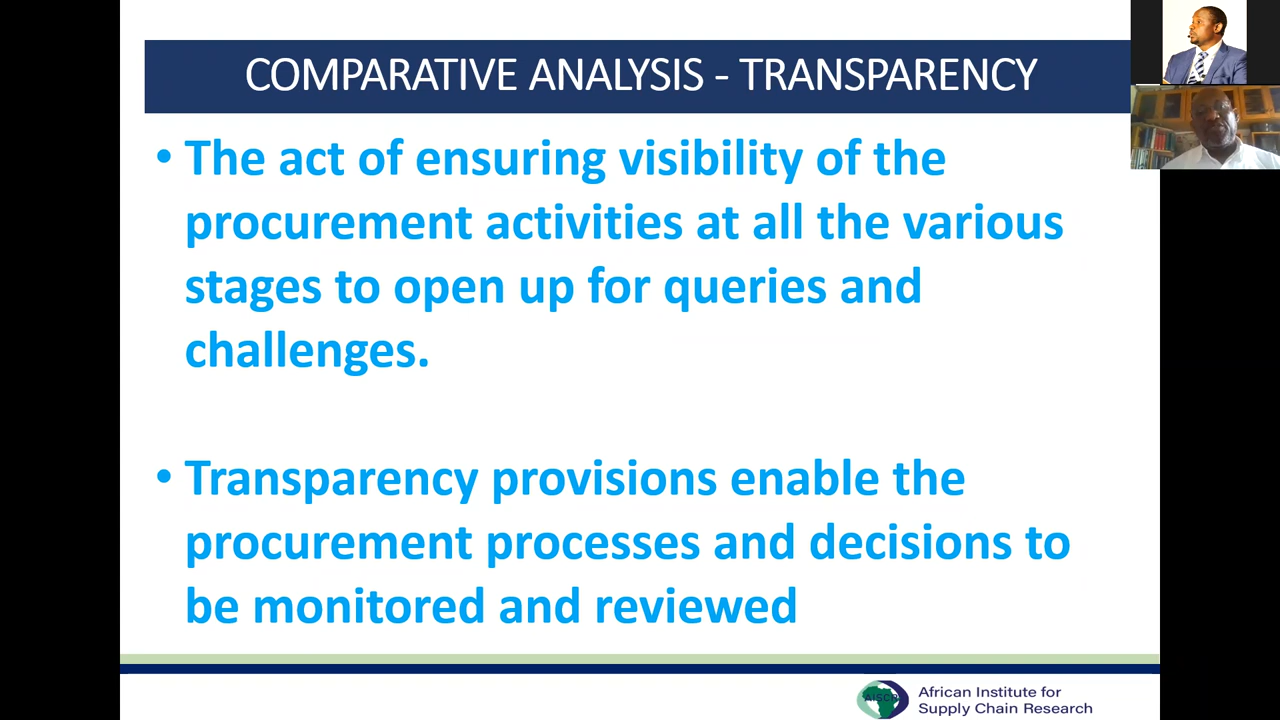 COMPARATIVE ANALYSIS - TRANSPARENCY
• The act of ensuring visibility of the
procurement activities at all the various
stages to open up for queries and
challenges.
• Transparency provisions enable the
procurement processes and decisions to
be monitored and reviewed
AISCR
African Institute for
Supply Chain Research